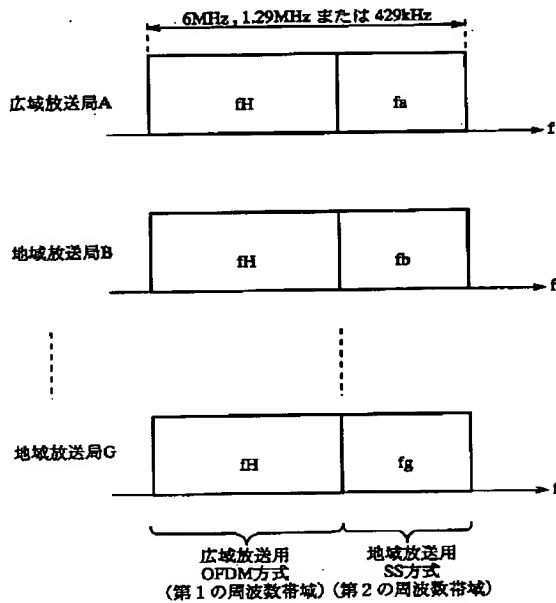 6MHz, 1.29MHz または 429kHz
広域放送局A
fH
fa
f
地域放送局B
fH
fb
f
地域放送局G
fH
fg
f
広域放送用
OFDM方式
(第1の周波数帯域)
地域放送用
SS方式
(第2の周波数帯域)